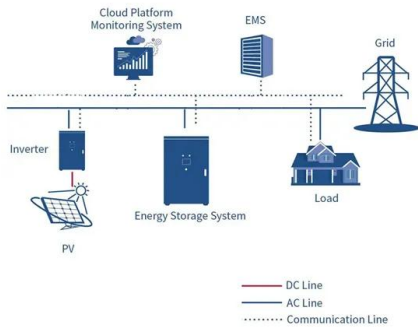 Cloud Platform
Monitoring System
EMS
Grid
Inverter
Energy Storage System
Load
PV
DC Line
AC Line
Communication Line